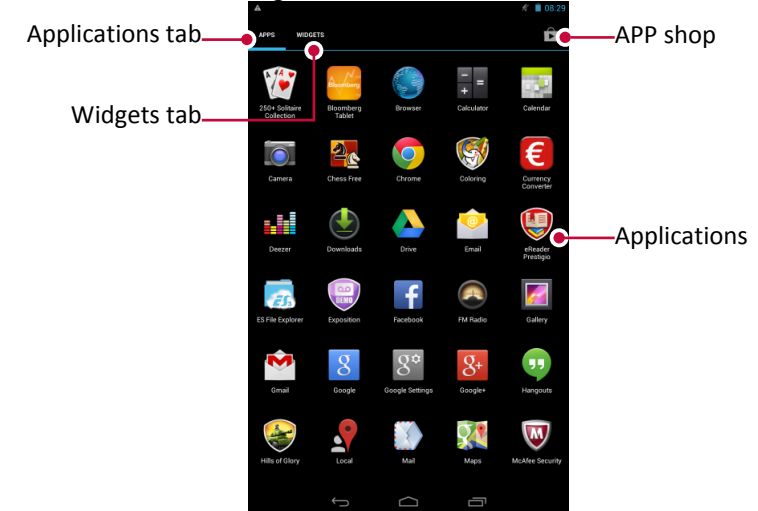 08:29
Applications tab
APPS WIDGETS
APP shop
Widgets tab
250+ Solitaire
Collection
Bloomberg
Bloomberg
Tablet
Browser
Calculator
Calendar
Camera
Chess Free
Chrome
Coloring
Currency
Converter
Deezer
Downloads
Drive
Email
eReader
Prestigio
Applications
ES File Explorer
DEMO
Exposition
Facebook
FM Radio
Gallery
Gmail
Google
Google Settings
Google+
Hangouts
Hills of Glory
Local
Mail
Maps
McAfee Security